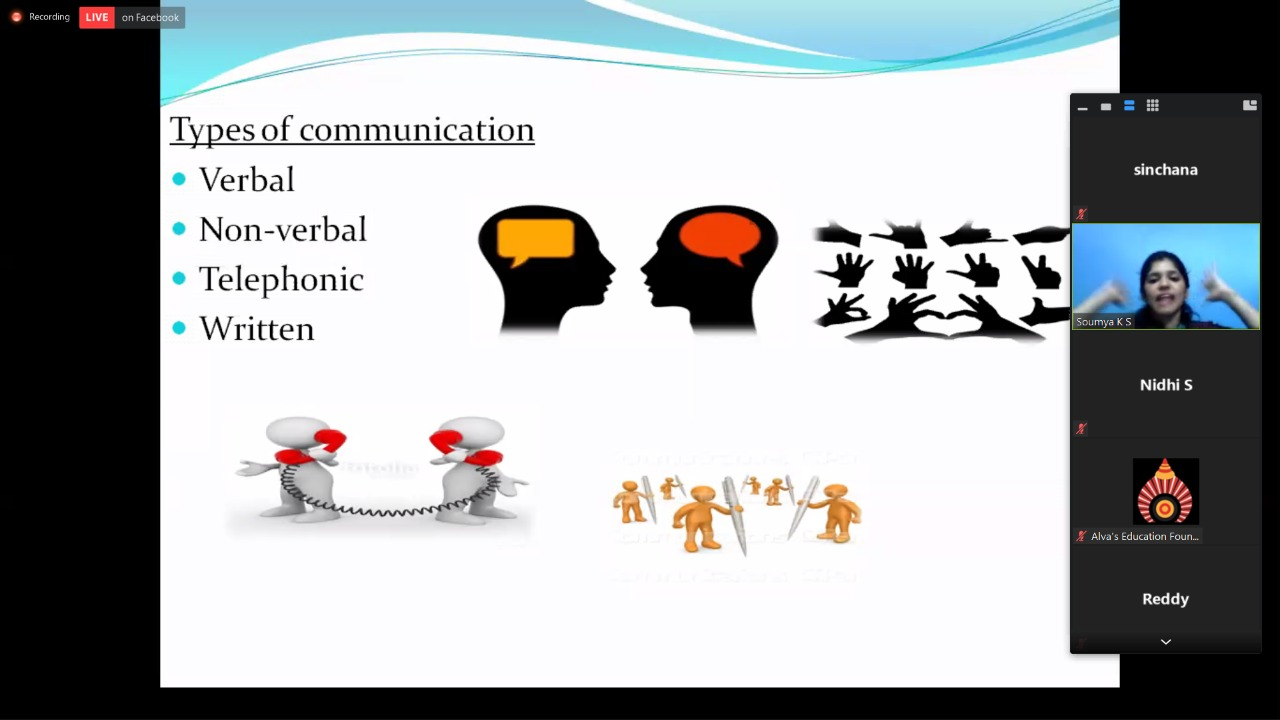 Recording
LIVE on Facebook
Types of communication
Verbal
Non-verbal
Telephonic
Written
sinchana
Soumya K S
Nidhi S
Alva's Education Foun...
Reddy